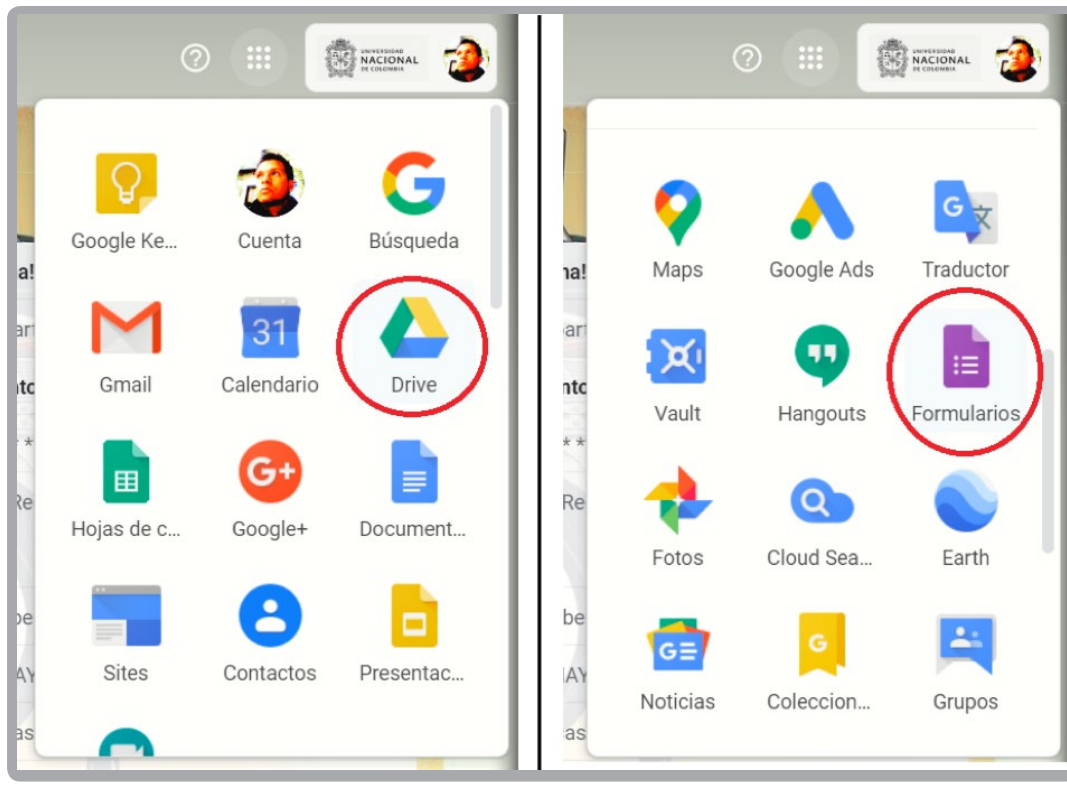 UNIVERSIDAD
NACIONAL
DE COLOMBIA
Google Ke...
Cuenta
Búsqueda
Gmail
31
Calendario
Drive
Hojas de c...
G+
Google+
Document...
Sites
Contactos
Presentac...
UNIVERSIDAD
NACIONAL
DE COLOMBIA
Maps
Google Ads
G
Traductor
Vault
Hangouts
Formularios
Fotos
Cloud Sea...
Earth
G
Noticias
G
Coleccion...
Grupos